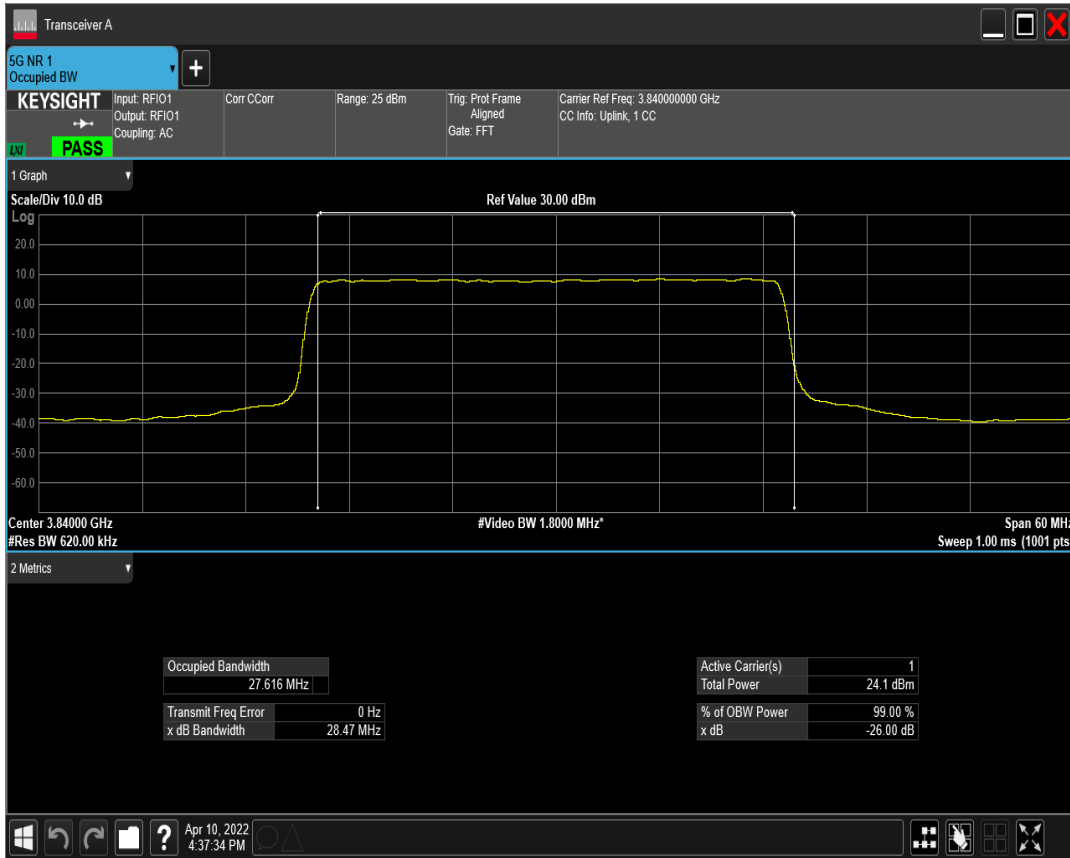 Transceiver A
5G NR 1
Occupied BW
KEYSIGHT
LXI
PASS
Input: RFIO1
Output: RFIO1
Coupling: AC
Corr CCorr
Range: 25 dBm
Trig: Prot Frame
Aligned
Gate: FFT
Carrier Ref Freq: 3.840000000 GHz
CC Info: Uplink, 1 CC
1 Graph
Scale/Div 10.0 dB
Ref Value 30.00 dBm
Log
20.0
10.0
0.00
-10.0
-20.0
-30.0
-40.0
-50.0
-60.0
Center 3.84000 GHz
#Video BW 1.8000 MHz*
Span 60 MHz
#Res BW 620.00 kHz
Sweep 1.00 ms (1001 pts
2 Metrics
Occupied Bandwidth
27.616 MHz
Transmit Freq Error 0 Hz
x dB Bandwidth 28.47 MHz
Active Carrier(s) 1
Total Power 24.1 dBm
% of OBW Power 99.00 %
x dB -26.00 dB
?
Apr 10, 2022
4:37:34 PM